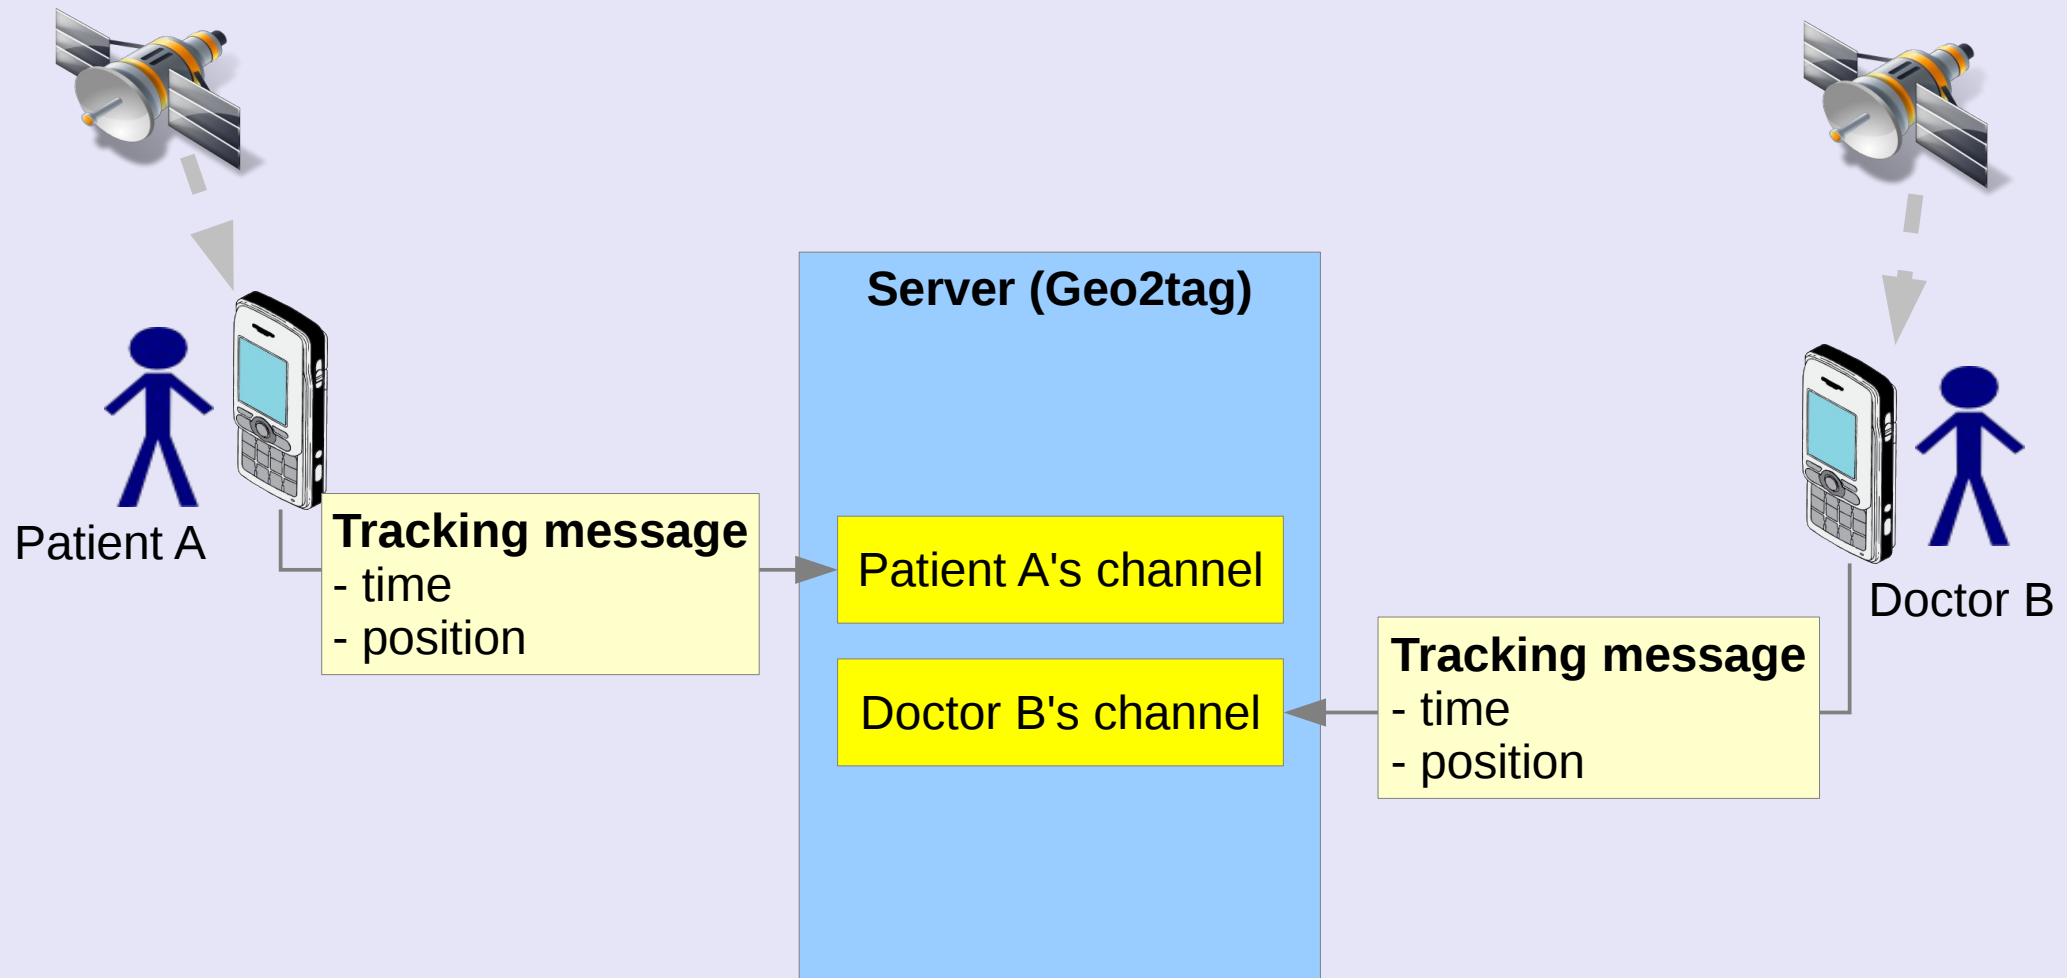 Server (Geo2tag)
Patient A
Tracking message
- time
- position
Patient A's channel
Doctor B's channel
Doctor B
Tracking message
- time
- position